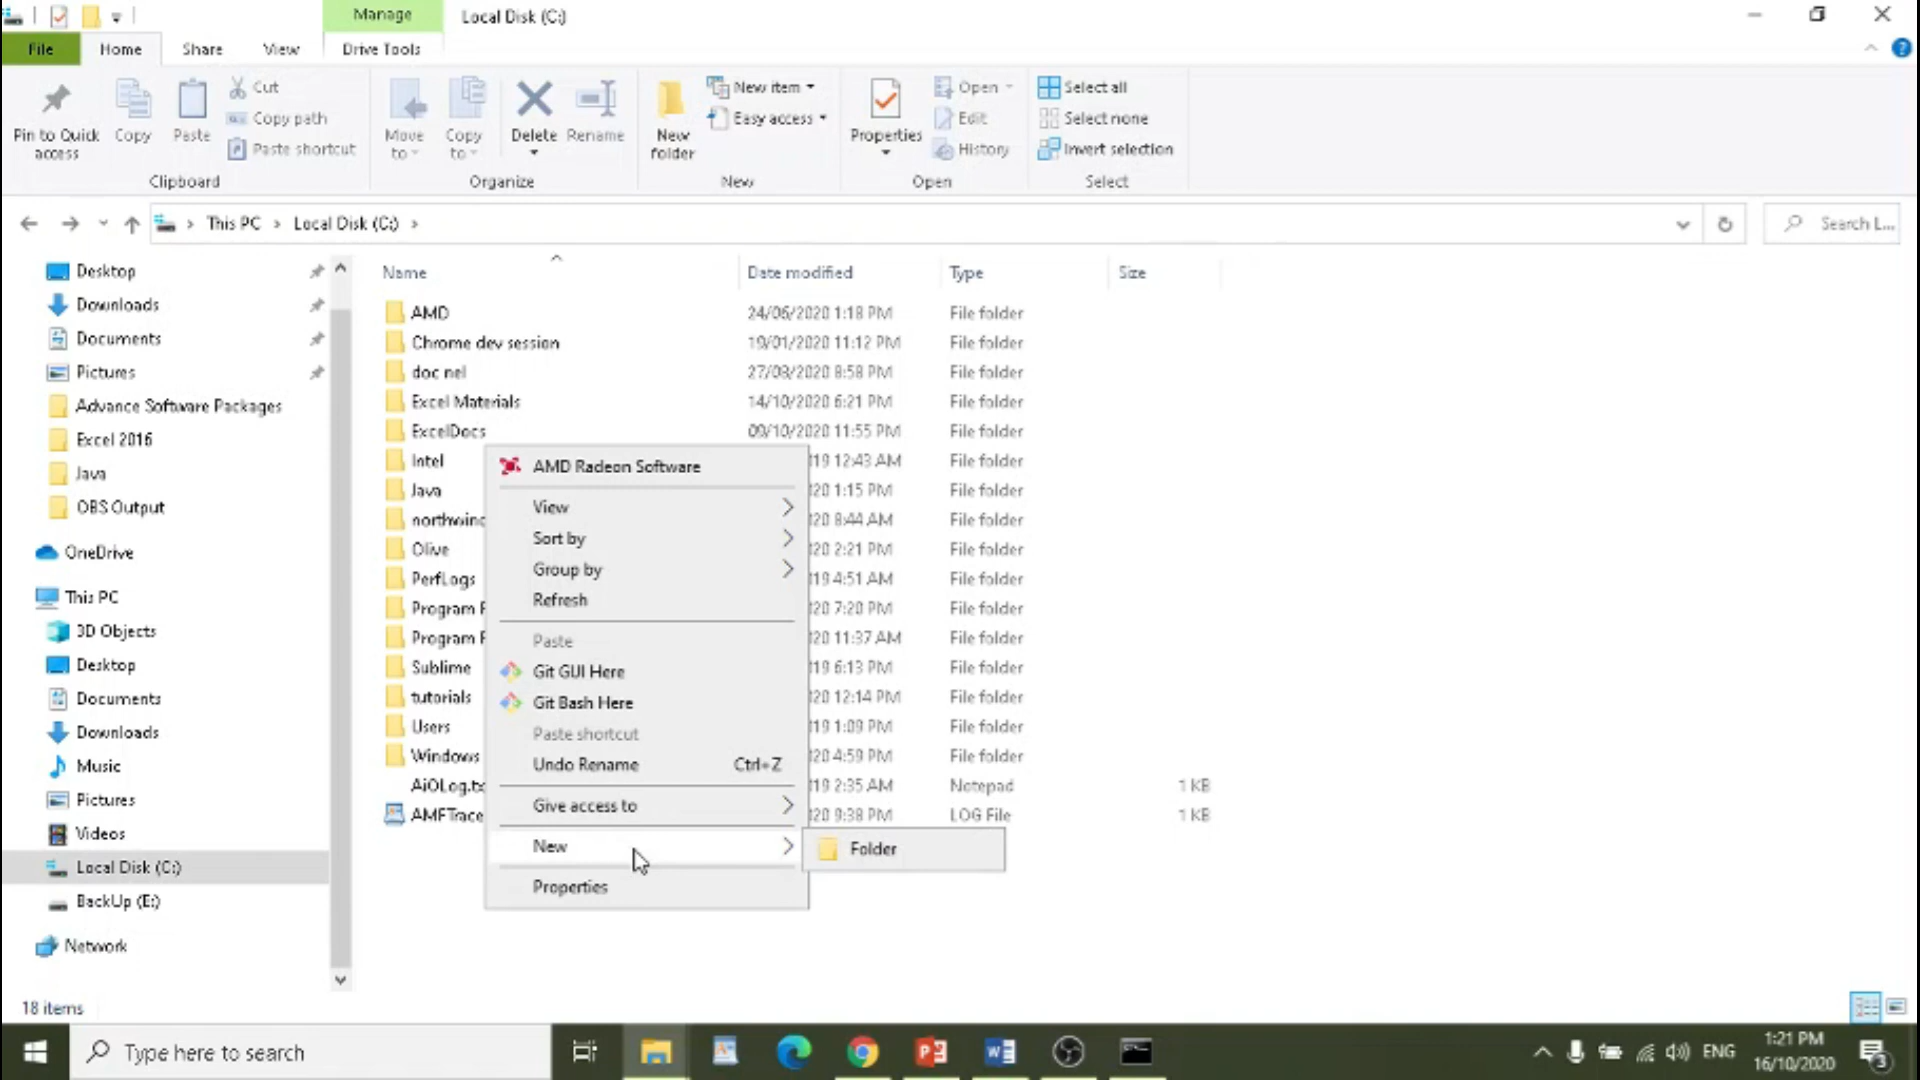 Manage
Local Disk (C:)
File
Home
Share
View
Drive Tools
Pin to Quick access
Copy
Paste
Cut
Copy path
Paste shortcut
Clipboard
Move to
Copy to
Delete
Rename
Organize
New folder
New item
Easy access
New
Properties
Open
Edit
History
Open
Select all
Select none
Invert selection
Select
This PC
Local Disk (C:)
Search L...
Desktop
Downloads
Documents
Pictures
Advance Software Packages
Excel 2016
Java
OBS Output
OneDrive
This PC
3D Objects
Desktop
Documents
Downloads
Music
Pictures
Videos
Local Disk (C:)
BackUp (E:)
Network
Name Date modified Type Size
AMD 24/06/2020 1:18 PM File folder
Chrome dev session 19/01/2020 11:12 PM File folder
doc nel 27/08/2020 8:58 PM File folder
Excel Materials 14/10/2020 6:21 PM File folder
ExcelDocs 09/10/2020 11:55 PM File folder
Intel 19 12:43 AM File folder
Java 20 1:15 PM File folder
northwind 20 8:44 AM File folder
Olive 20 2:21 PM File folder
PerfLogs 19 4:51 AM File folder
Program F 20 7:20 PM File folder
Program F 20 11:37 AM File folder
Sublime 19 6:13 PM File folder
tutorials 20 12:14 PM File folder
Users 19 1:09 PM File folder
Windows 20 4:59 PM File folder
AiOLog.tx 19 2:35 AM Notepad 1 KB
AMFTrace 20 9:38 PM LOG File 1 KB
AMD Radeon Software
View
Sort by
Group by
Refresh
Paste
Git GUI Here
Git Bash Here
Paste shortcut
Undo Rename Ctrl+Z
Give access to
New
Properties
Folder
18 items
Type here to search
ENG
1:21 PM
16/10/2020
3